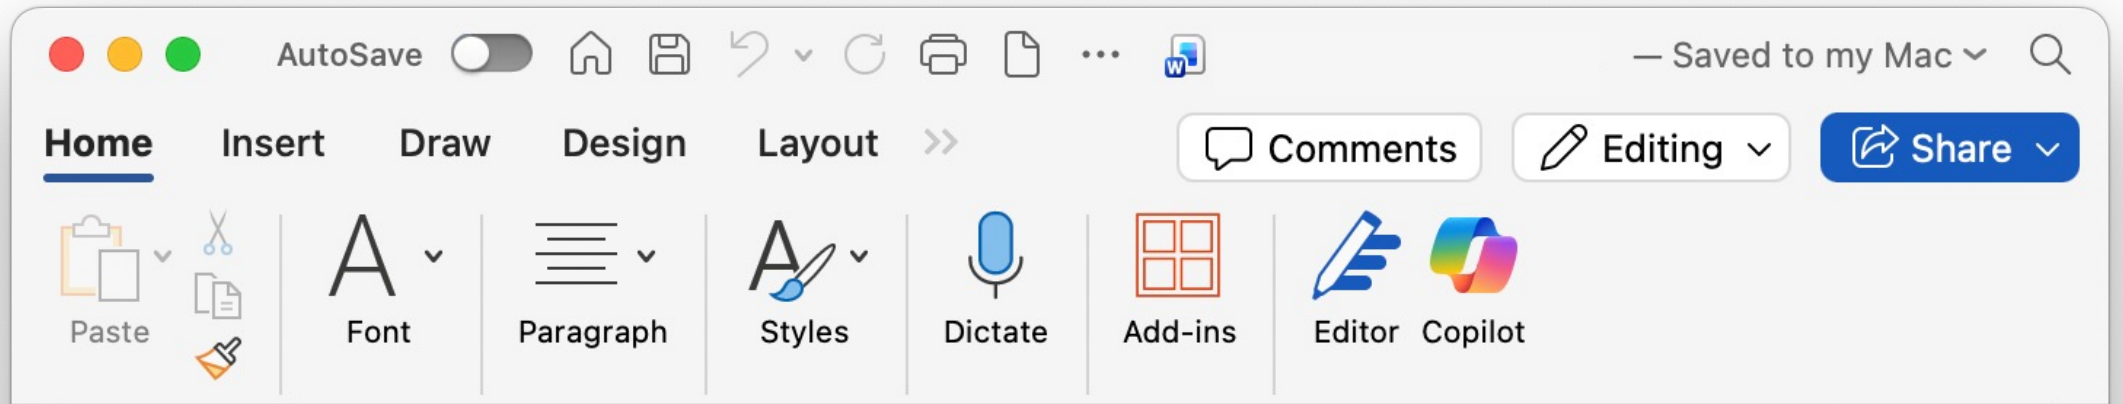 AutoSave — Saved to my Mac
Home Insert Draw Design Layout Comments Editing Share
Paste Font Paragraph Styles Dictate Add-ins Editor Copilot